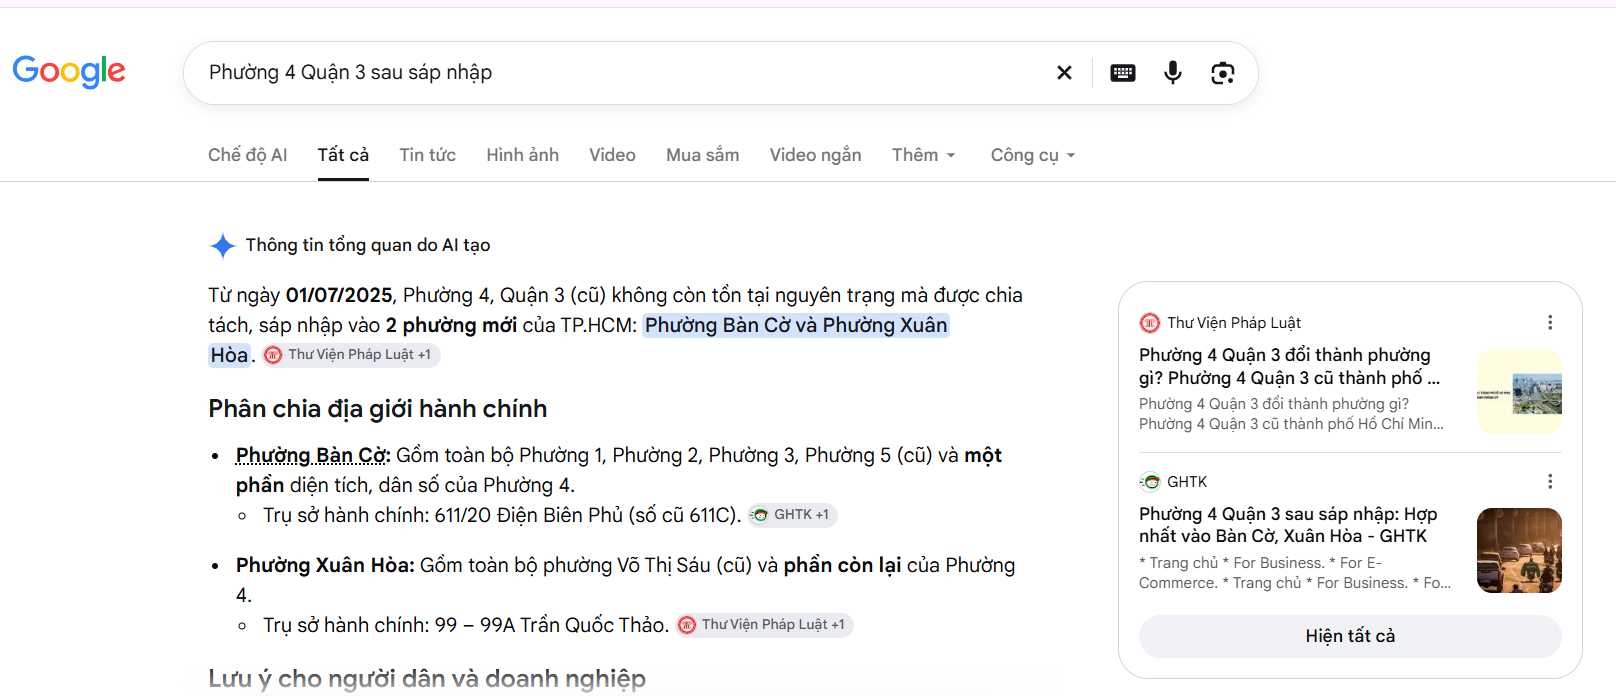 Google
Phường 4 Quận 3 sau sáp nhập
Chế độ AI Tất cả Tin tức Hình ảnh Video Mua sắm Video ngắn Thêm Công cụ
Thông tin tổng quan do AI tạo
Từ ngày 01/07/2025, Phường 4, Quận 3 (cũ) không còn tồn tại nguyên trạng mà được chia
tách, sáp nhập vào 2 phường mới của TP.HCM: Phường Bàn Cờ và Phường Xuân
Hòa. Thư Viện Pháp Luật +1
Phân chia địa giới hành chính
Phường Bàn Cờ: Gồm toàn bộ Phường 1, Phường 2, Phường 3, Phường 5 (cũ) và một
phần diện tích, dân số của Phường 4.
Trụ sở hành chính: 611/20 Điện Biên Phủ (số cũ 611C). GHTK +1
Phường Xuân Hòa: Gồm toàn bộ phường Võ Thị Sáu (cũ) và phần còn lại của Phường
4.
Trụ sở hành chính: 99 – 99A Trần Quốc Thảo. Thư Viện Pháp Luật +1
Lưu ý cho người dân và doanh nghiệp
Thư Viện Pháp Luật
Phường 4 Quận 3 đổi thành phường
gì? Phường 4 Quận 3 cũ thành phố ...
Phường 4 Quận 3 đổi thành phường gì?
Phường 4 Quận 3 cũ thành phố Hồ Chí Min...
GHTK
Phường 4 Quận 3 sau sáp nhập: Hợp
nhất vào Bàn Cờ, Xuân Hòa - GHTK
* Trang chủ * For Business. * For E-
Commerce. * Trang chủ * For Business. * Fo...
Hiện tất cả